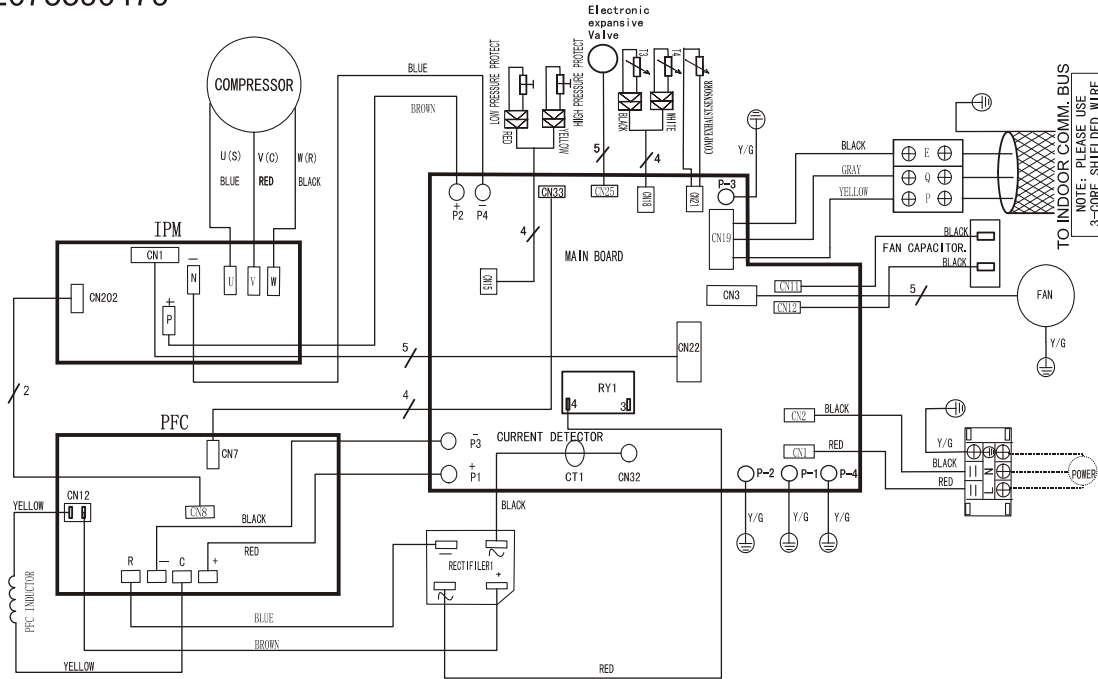 Electronic
expansive
Valve
LOW PRESSURE PROTECT
HIGH PRESSURE PROTECT
T3
T4
COMP.EXHAUST.SENSORR
RED
YELLOW
BLACK
WHITE
COMPRESSOR
BLUE
BROWN
U(S)
V(C)
W(R)
BLUE
RED
BLACK
5
4
4
Y/G
BLACK
GRAY
YELLOW
E
Q
P
TO INDOOR COMM. BUS
NOTE: PLEASE USE
3-CORE SHIELDED WIRE
IPM
CN1
CN202
N
P
+
-
U
V
W
+
P2
-
P4
CN33
CN25
CN18
CN21
P-3
CN19
CN15
MAIN BOARD
BLACK
FAN CAPACITOR.
BLACK
CN11
CN3
CN12
5
FAN
Y/G
CN22
5
2
4
RY1
4
3
PFC
CN7
-
P3
+
P1
CURRENT DETECTOR
CT1
CN32
CN2
BLACK
CN1
RED
Y/G
BLACK
RED
L
N
POWER
P-2
P-1
P-4
Y/G
Y/G
Y/G
CN12
YELLOW
CN8
BLACK
RED
R
-
C
+
BLACK
RECTIFILER1
-
+
PFC INDUCTOR
BLUE
BROWN
YELLOW
RED